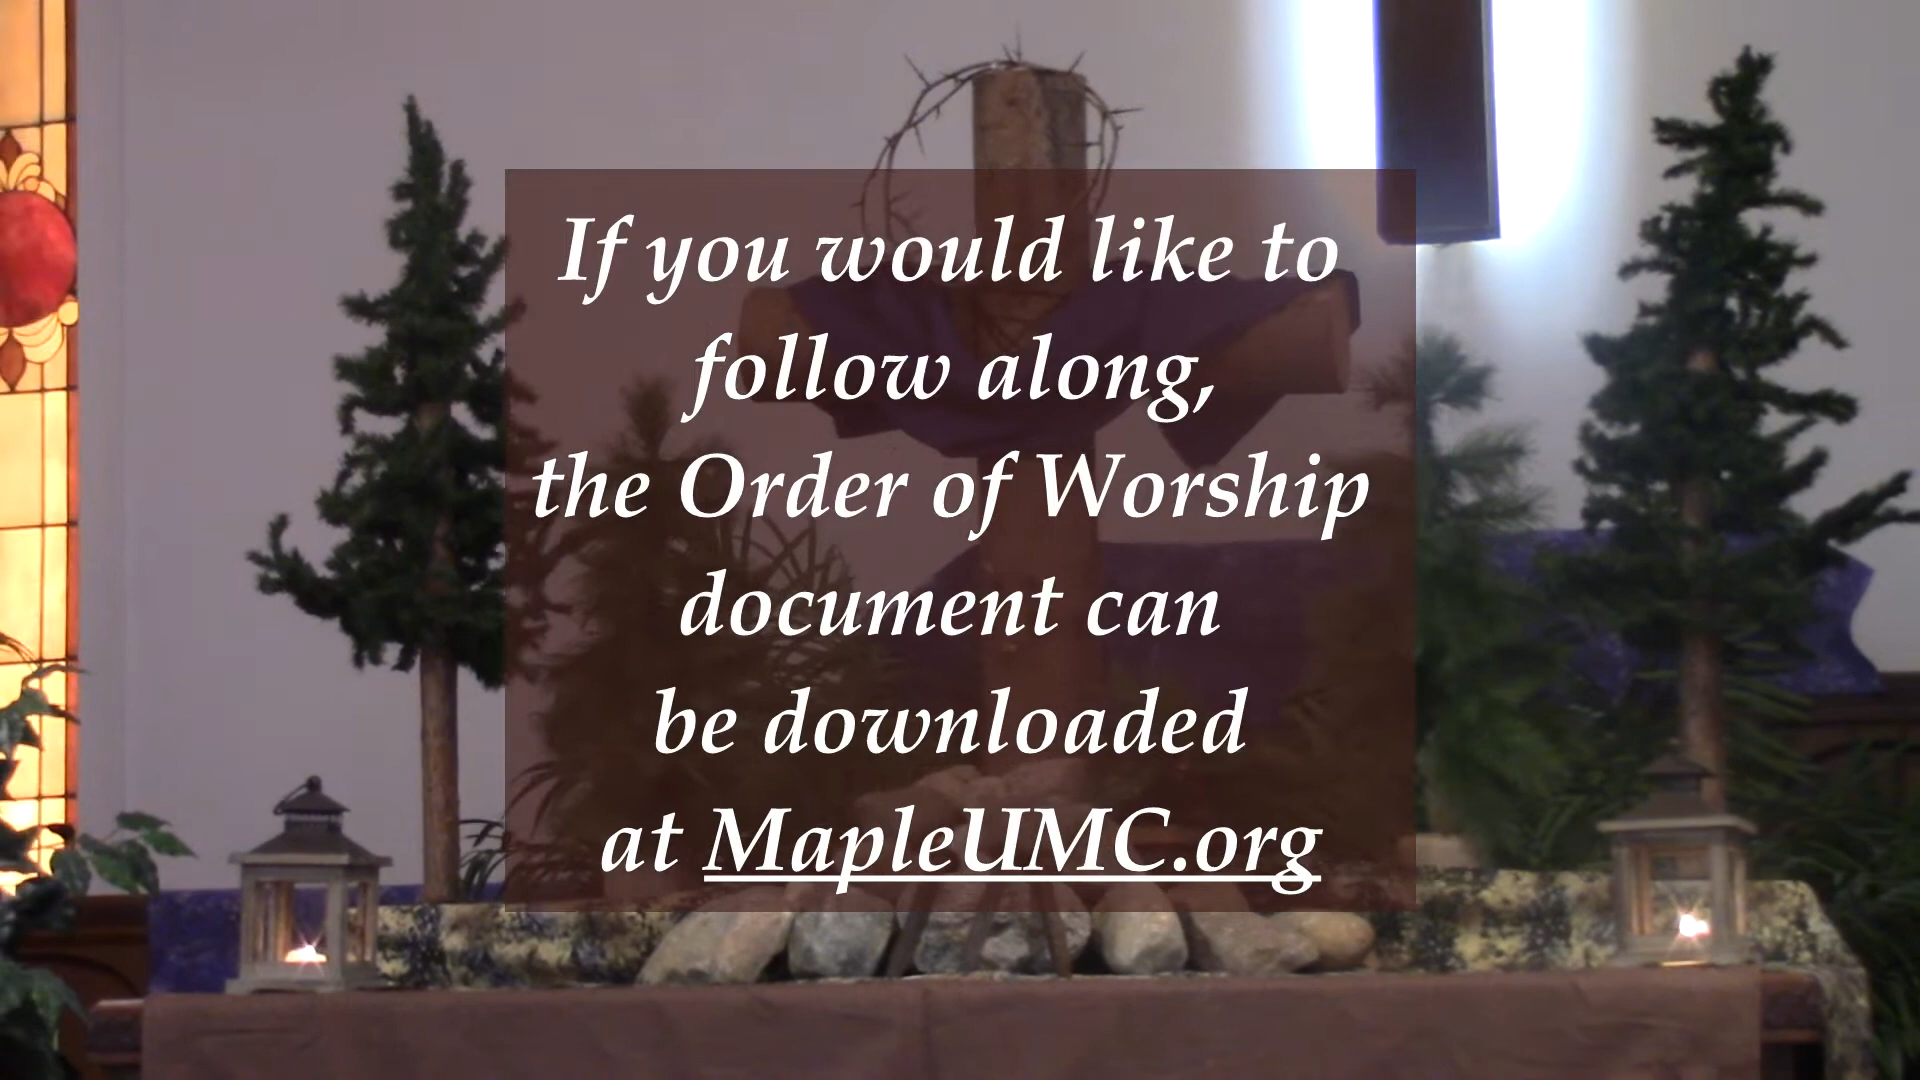 If you would like to
follow along,
the Order of Worship
document can
be downloaded
at MapleUMC.org